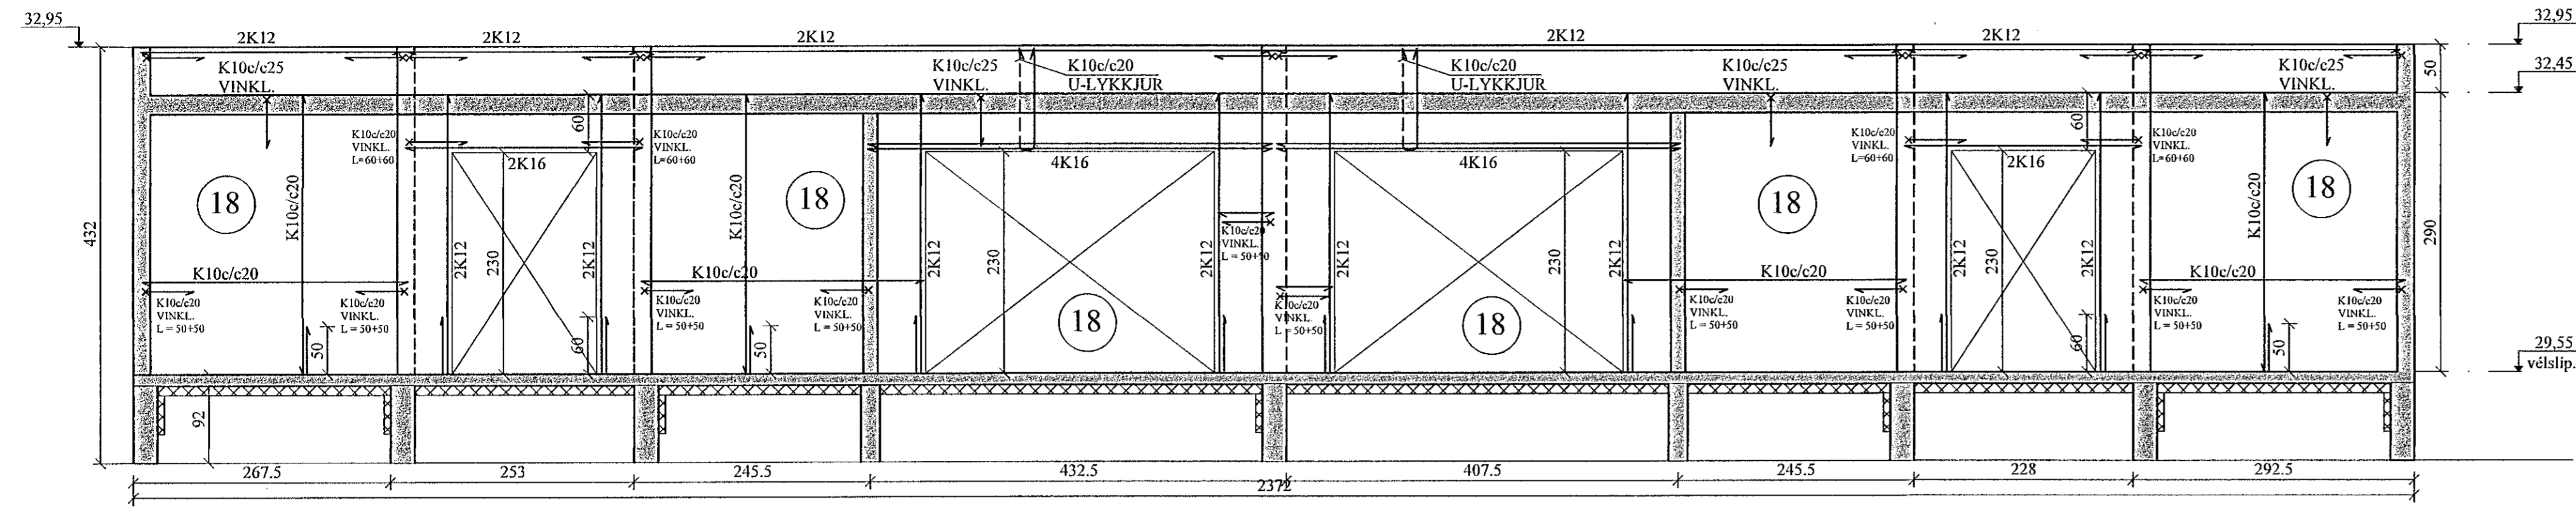 32,95
32,95
2K12
2K12
2K12
2K12
2K12
K10c/c25
VINKL.
K10c/c25
VINKL.
K10c/c20
U-LYKKJUR
K10c/c20
U-LYKKJUR
K10c/c25
VINKL.
K10c/c25
VINKL.
50
32,45
60
60
K10c/c20
VINKL.
L=60+60
K10c/c20
VINKL.
L=60+60
K10c/c20
VINKL.
L=60+60
K10c/c20
VINKL.
L=60+60
2K16
4K16
4K16
2K16
18
18
18
18
K10c/c20
K10c/c20
K10c/c20
432
290
2K12
230
2K12
230
2K12
2K12
230
2K12
2K12
230
2K12
K10c/c20
VINKL.
L = 50+50
K10c/c20
K10c/c20
K10c/c20
K10c/c20
K10c/c20
VINKL.
L = 50+50
K10c/c20
VINKL.
L = 50+50
K10c/c20
VINKL.
L = 50+50
K10c/c20
VINKL.
L = 50+50
K10c/c20
VINKL.
L = 50+50
K10c/c20
VINKL.
L = 50+50
K10c/c20
VINKL.
L = 50+50
K10c/c20
VINKL.
L = 50+50
K10c/c20
VINKL.
L = 50+50
18
18
50
60
50
60
50
29,55
vélslíp.
92
267.5
253
245.5
432.5
407.5
245.5
228
292.5
2372